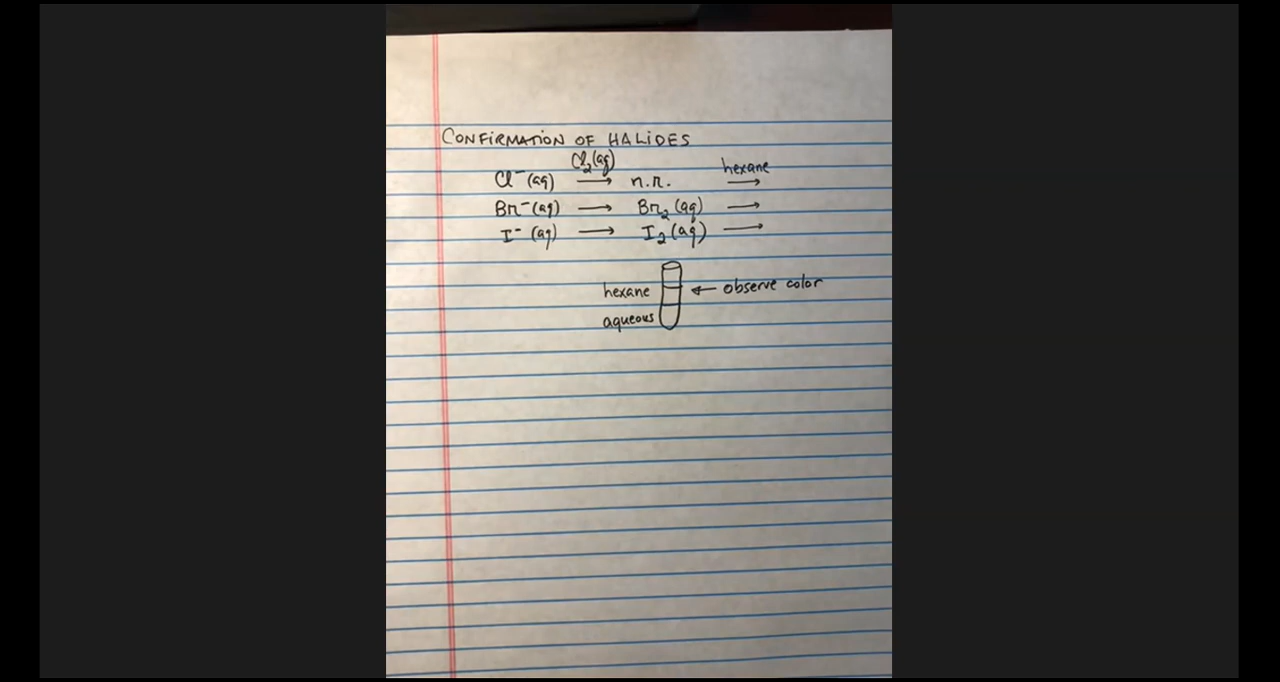 CONFIRMATION OF HALIDES
Cl₂(aq)
Cl⁻(aq) → n.r. hexane →
Br⁻(aq) → Br₂(aq) →
I⁻(aq) → I₂(aq) →
hexane ← observe color
aqueous